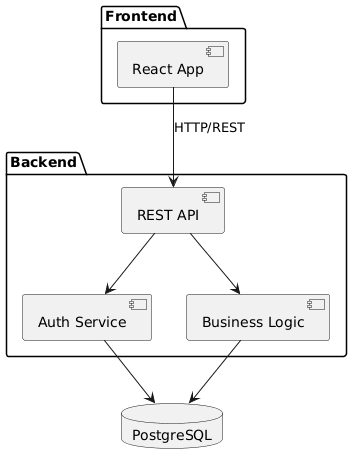 Frontend
React App
HTTP/REST
Backend
REST API
Auth Service
Business Logic
PostgreSQL